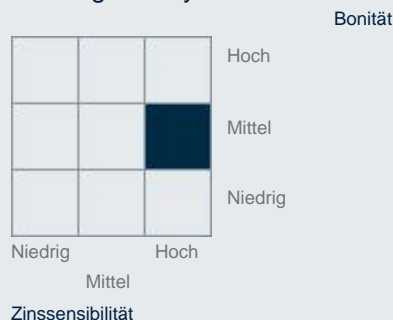 Bonität
Hoch
Mittel
Niedrig
Niedrig Hoch
Mittel
Zinssensibilität